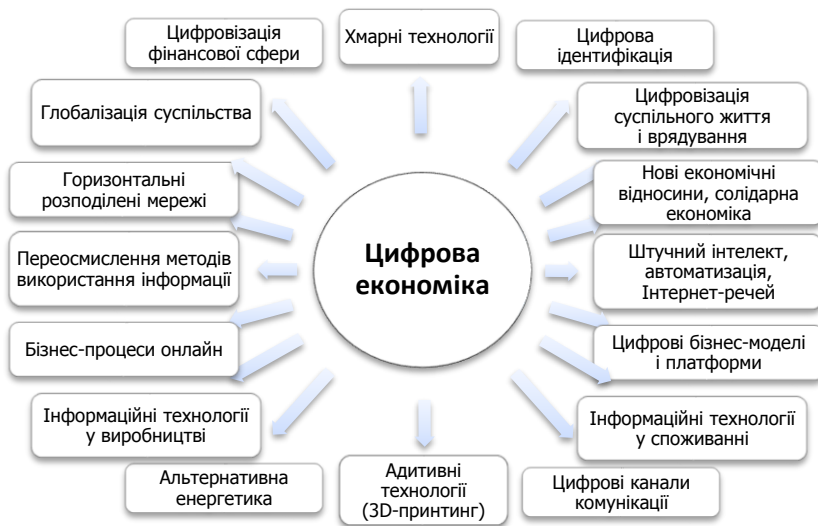 Цифровізація
фінансової сфери
Хмарні технології
Цифрова
ідентифікація
Глобалізація суспільства
Цифровізація
суспільного життя
і врядування
Горизонтальні
розподілені мережі
Нові економічні
відносини, солідарна
економіка
Переосмислення методів
використання інформації
Цифрова
економіка
Штучний інтелект,
автоматизація,
Інтернет-речей
Бізнес-процеси онлайн
Цифрові бізнес-моделі
і платформи
Інформаційні технології
у виробництві
Інформаційні технології
у споживанні
Альтернативна
енергетика
Адитивні
технології
(3D-принтинг)
Цифрові канали
комунікації